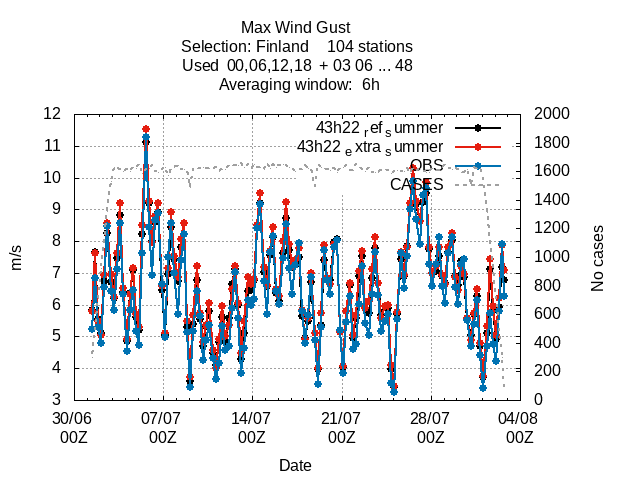 Max Wind Gust
Selection: Finland 104 stations
Used 00,06,12,18 + 03 06 ... 48
Averaging window: 6h
43h22 ref summer
43h22 extra summer
OBS
CASES
12
11
10
9
8
7
6
5
4
3
m/s
2000
1800
1600
1400
1200
1000
800
600
400
200
0
No cases
30/06 07/07 14/07 21/07 28/07 04/08
00Z 00Z 00Z 00Z 00Z 00Z
Date